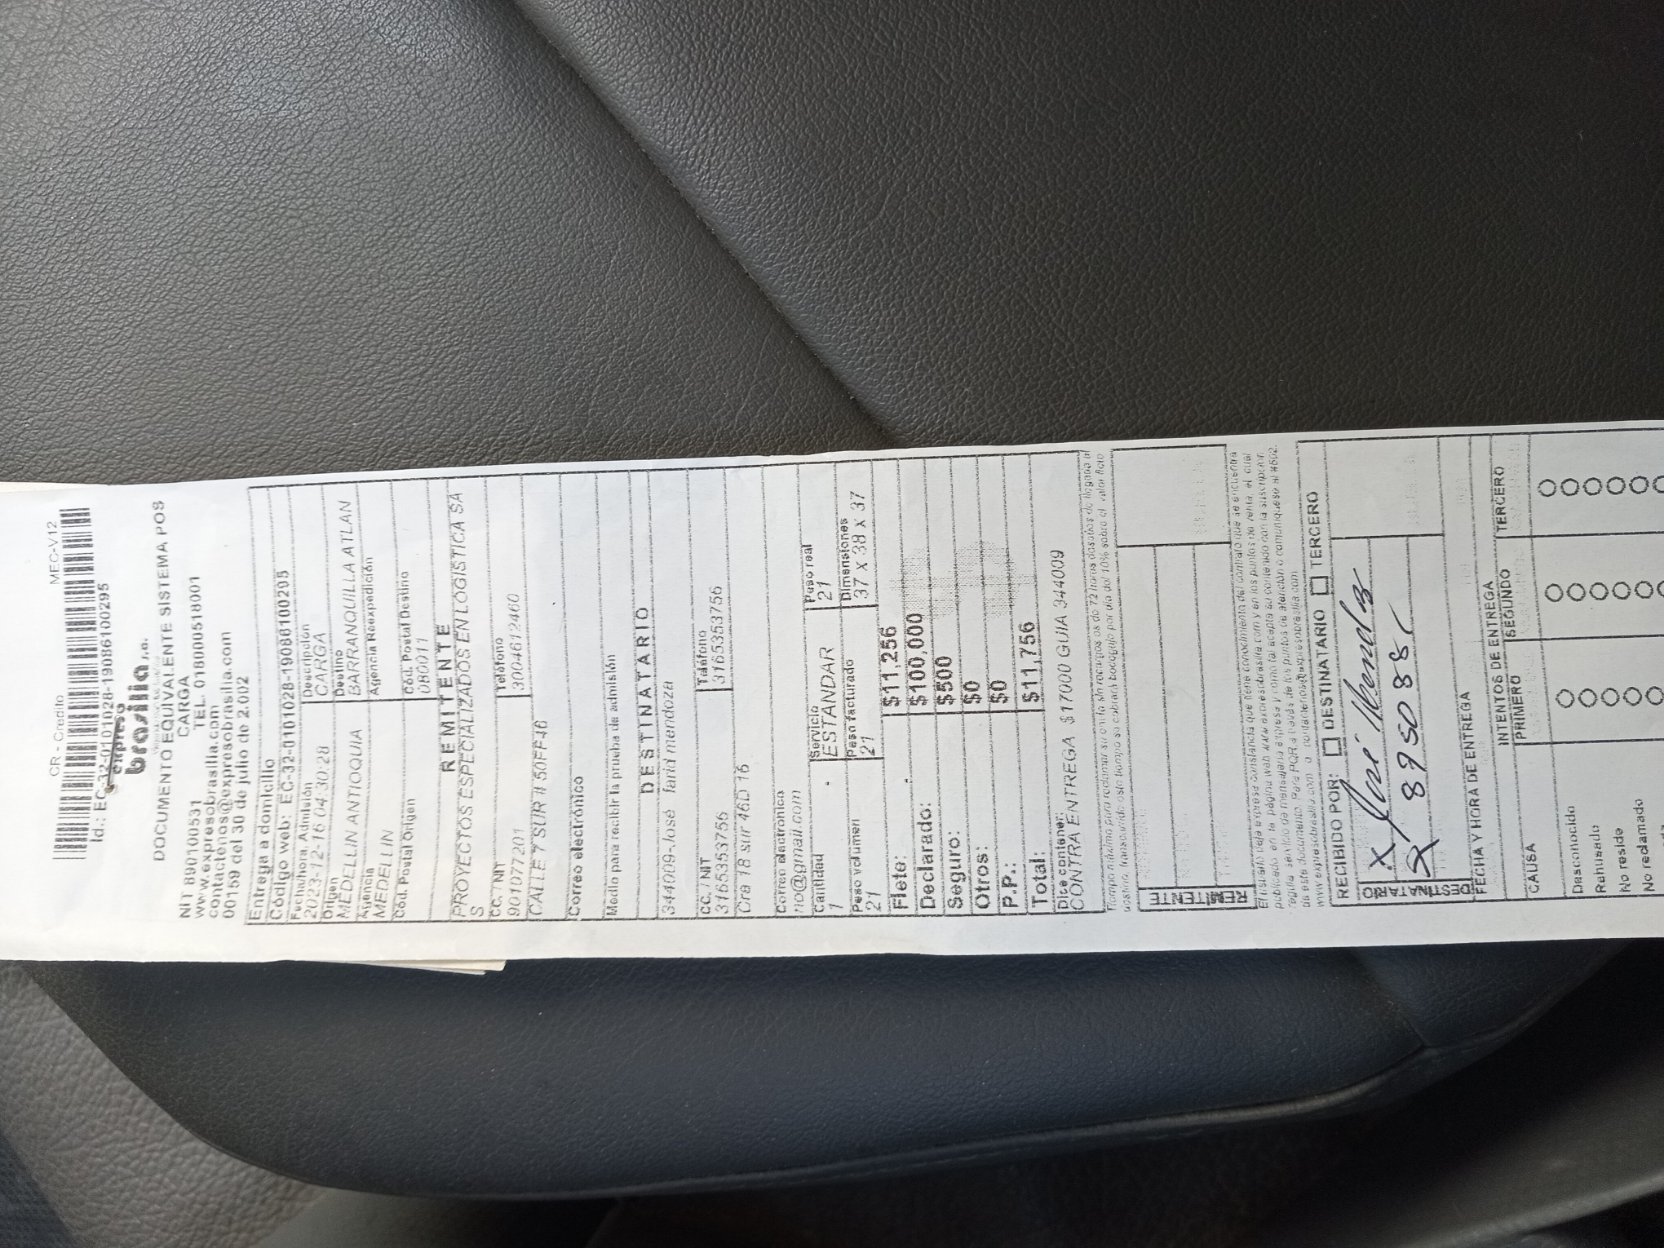 CR - Credito MEC-V12
Id.: EC-32-0101028-19086100295
expreso
brasilia s.a.
DOCUMENTO EQUIVALENTE SISTEMA POS
CARGA
NIT 890100531 TEL. 018000518001
www.expresobrasilia.com
contactenos@expresobrasilia.com
00159 del 30 de julio de 2.002
Entrega a domicilio
Código web: EC-32-0101028-19086100295
Fecha/hora Admisión Descripción
2023-12-16 04:30:28 CARGA
Origen Destino
MEDELLIN ANTIOQUIA BARRANQUILLA ATLAN
Agencia Agencia Reexpedición
MEDELLIN
Cód. Postal Origen Cód. Postal Destino
080011
REMITENTE
PROYECTOS ESPECIALIZADOS EN LOGISTICA SA
S
CC. / NIT Teléfono
901077201 3004612460
CALLE 7 SUR # 50FF40
Correo electrónico
Medio para recibir la prueba de admisión
DESTINATARIO
344009-José farid mendoza
CC. / NIT Teléfono
3165353756 3165353756
Cra 18 sur 46D 16
Correo electrónico
no@gmail.com
Cantidad Servicio Peso real
1 ESTANDAR 21
Peso volumen Peso facturado Dimensiones
21 21 37 x 38 x 37
Flete: $11,256
Declarado: $100,000
Seguro: $500
Otros: $0
P.P.: $0
Total: $11,756
Dice contener:
CONTRA ENTREGA $17000 GUIA 344009
REMITENTE
RECIBIDO POR: DESTINATARIO TERCERO
DESTINATARIO
X José Mendoza
FECHA Y HORA DE ENTREGA
INTENTOS DE ENTREGA
CAUSA PRIMERO SEGUNDO TERCERO
Desconocido
Rehusado
No reside
No reclamado